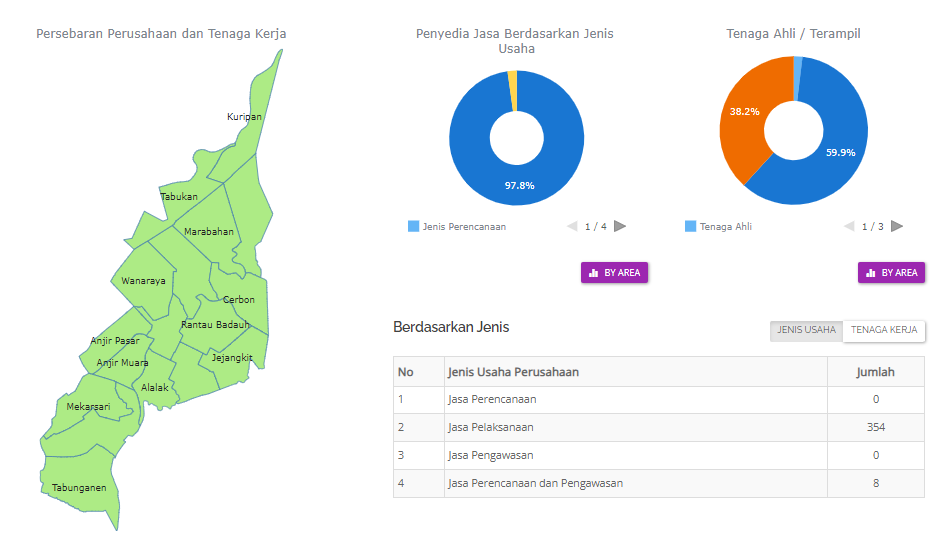 Persebaran Perusahaan dan Tenaga Kerja
Kuripan
Tabukan
Marabahan
Wanaraya
Cerbon
Rantau Badauh
Anjir Pasar
Jejangkit
Anjir Muara
Alalak
Mekarsari
Tabunganen
Penyedia Jasa Berdasarkan Jenis
Usaha
97.8%
Jenis Perencanaan
1 / 4
BY AREA
Tenaga Ahli / Terampil
38.2%
59.9%
Tenaga Ahli
1 / 3
BY AREA
Berdasarkan Jenis
JENIS USAHA TENAGA KERJA
No Jenis Usaha Perusahaan Jumlah
1 Jasa Perencanaan 0
2 Jasa Pelaksanaan 354
3 Jasa Pengawasan 0
4 Jasa Perencanaan dan Pengawasan 8